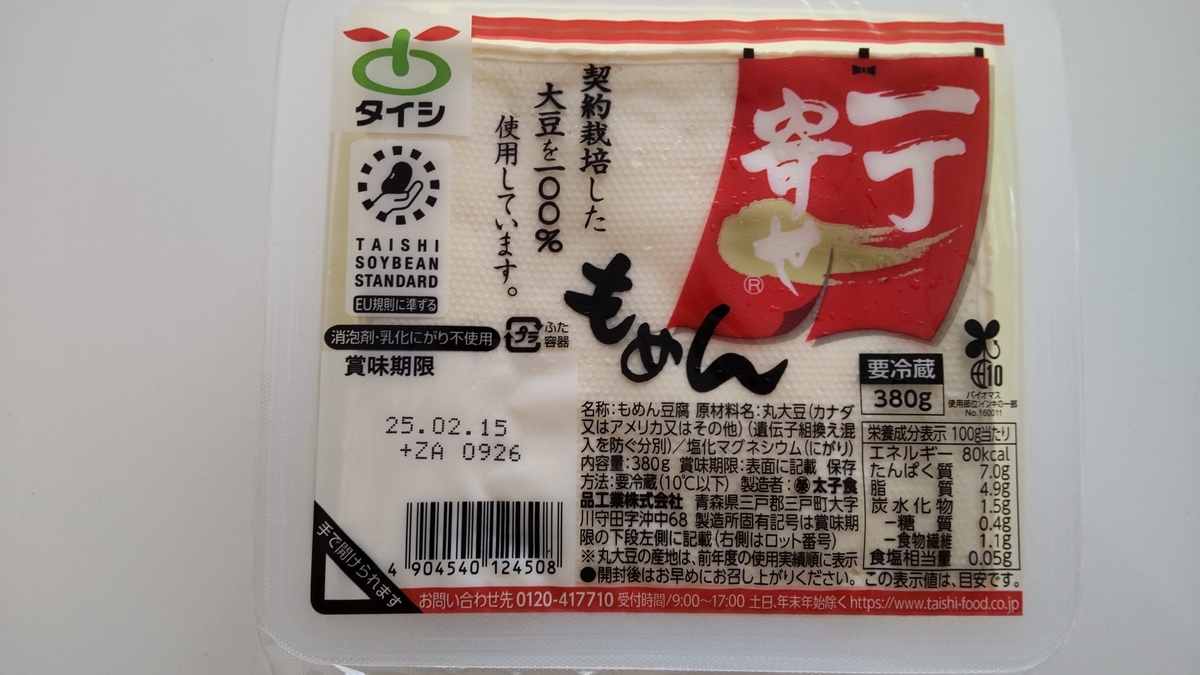 タイシ
TAISHI
SOYBEAN
STANDARD
EU規則に準ずる
消泡剤・乳化にがり不使用
プラ
ふた
容器
契約栽培した
大豆を一〇〇%
使用しています。
一丁
寄せや
®
もめん
賞味期限
25.02.15
+ZA 0926
手で開けられます
4 904540 124508
要冷蔵
380g
10
バイオマス
使用部位:インキの一部
No.160011
名称:もめん豆腐 原材料名:丸大豆(カナダ
又はアメリカ又はその他)(遺伝子組換え混
入を防ぐ分別)/塩化マグネシウム(にがり)
内容量:380g 賞味期限:表面に記載 保存
方法:要冷蔵(10℃以下) 製造者:太子食
品工業株式会社 青森県三戸郡三戸町大字
川守田字沖中68 製造所固有記号は賞味期
限の下段左側に記載(右側はロット番号)
※丸大豆の産地は、前年度の使用実績順に表示
●開封後はお早めにお召し上がりください。
栄養成分表示 100g当たり
エネルギー 80kcal
たんぱく質 7.0g
脂質 4.9g
炭水化物 1.5g
−糖質 0.4g
−食物繊維 1.1g
食塩相当量 0.05g
この表示値は、目安です。
お問い合わせ先 0120-417710 受付時間/9:00〜17:00 土日、年末年始除く https://www.taishi-food.co.jp